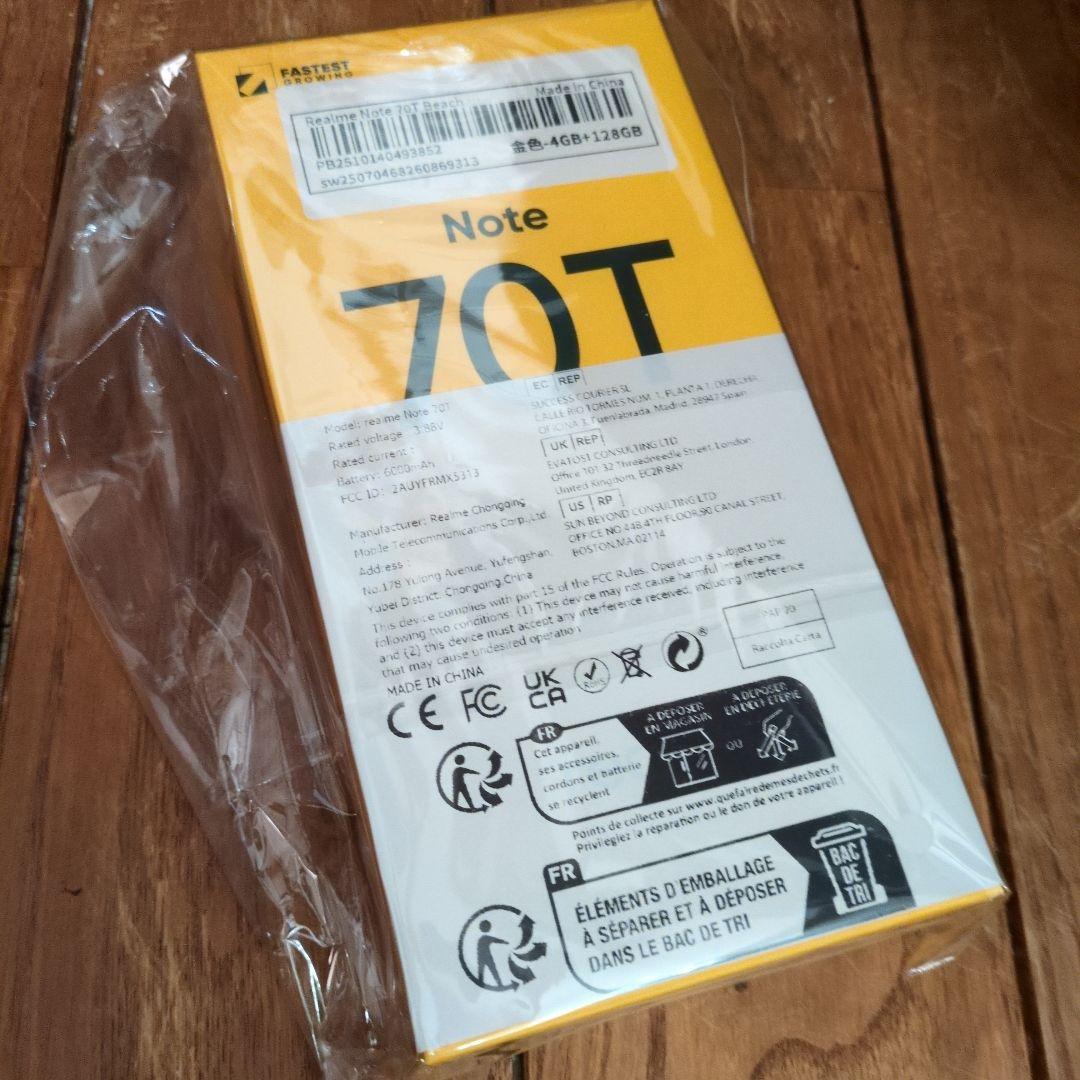 FASTEST
GROWING
Realme Note 70T Beach
Made in China
PB2510140493852
金色-4GB+128GB
sw25070468260869313
Note
70T
Model: realme Note 70T
Rated voltage: 3.88V
Rated current:
Battery: 6000mAh
FCC ID: 2AUYFRMX5313
Manufacturer: Realme Chongqing
Mobile Telecommunications Corp., Ltd.
Address:
No.178 Yulong Avenue, Yufengshan,
Yubei District, Chongqing, China
EC REP
SUCCESS COURIER SL
CALLE RIO TORMES NUM. 1, PLANTA 1, DERECHA,
OFICINA 3, Fuenlabrada, Madrid, 28947 Spain
UK REP
EVATOST CONSULTING LTD
Office 101 32 Threadneedle Street, London,
United Kingdom, EC2R 8AY
US RP
SUN BEYOND CONSULTING LTD
OFFICE NO.448,4TH FLOOR,90 CANAL STREET,
BOSTON,MA 02114
This device complies with part 15 of the FCC Rules. Operation is subject to the
following two conditions: (1) This device may not cause harmful interference,
and (2) this device must accept any interference received, including interference
that may cause undesired operation
MADE IN CHINA
PAP 20
Raccolta Carta
CE FC UK
CA
RoHS
®
FR
Cet appareil,
ses accessoires,
cordons et batterie
se recyclent
À DÉPOSER
EN MAGASIN
OU
À DÉPOSER
EN DÉCHÈTERIE
Points de collecte sur www.quefairedemesdechets.fr
Privilégiez la réparation ou le don de votre appareil !
FR
ÉLÉMENTS D'EMBALLAGE
À SÉPARER ET À DÉPOSER
DANS LE BAC DE TRI
BAC
DE
TRI